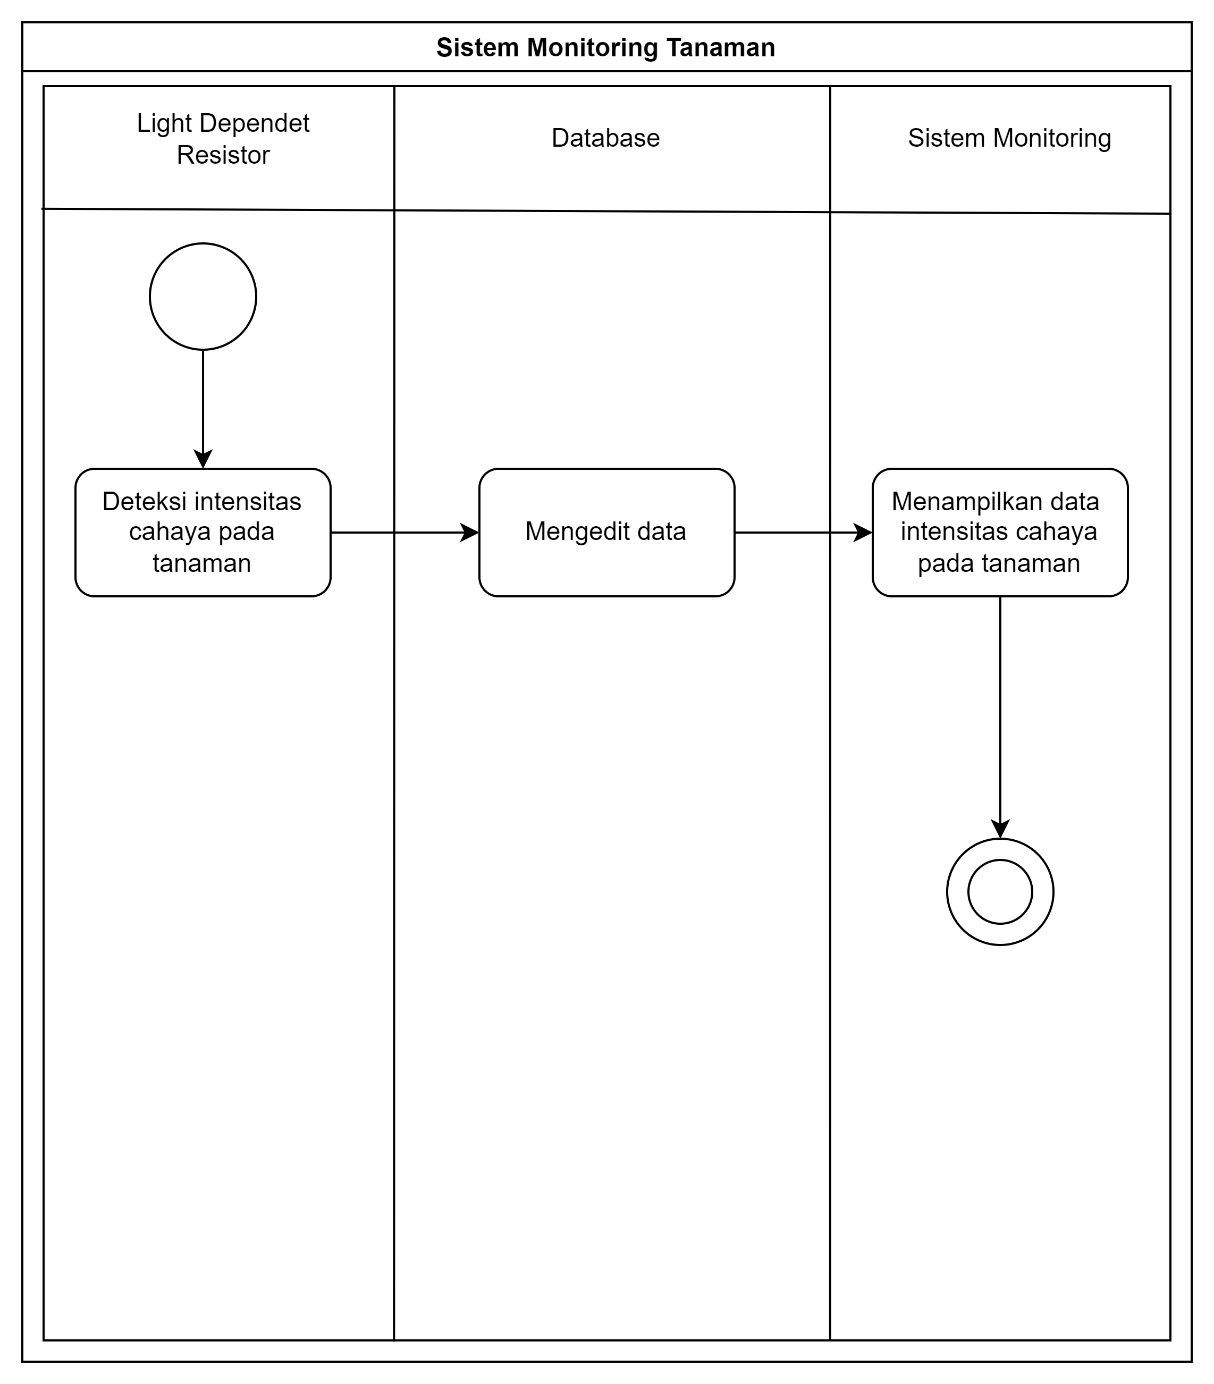 Sistem Monitoring Tanaman
Light Dependet
Resistor
Database
Sistem Monitoring
Deteksi intensitas
cahaya pada
tanaman
Mengedit data
Menampilkan data
intensitas cahaya
pada tanaman